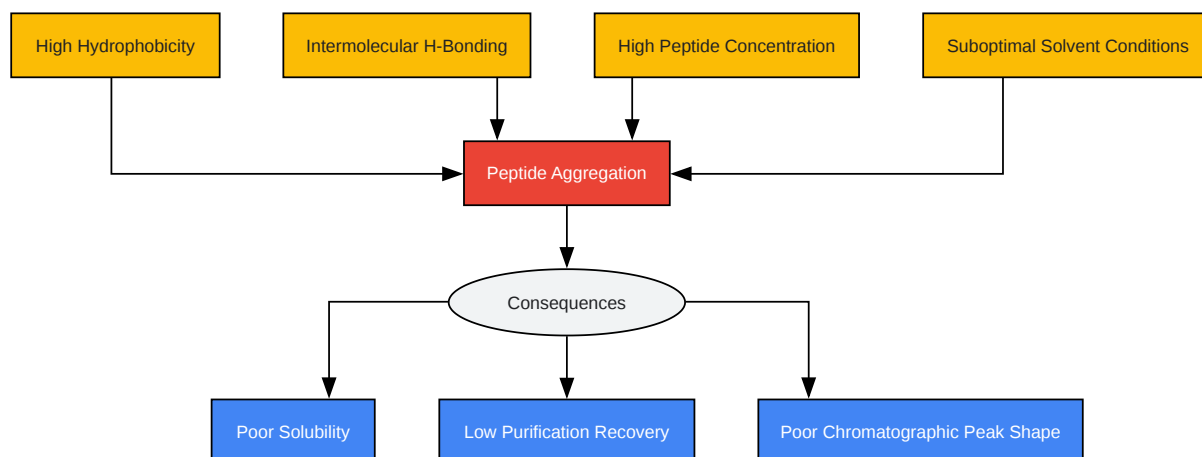 High Hydrophobicity
Intermolecular H-Bonding
High Peptide Concentration
Suboptimal Solvent Conditions
Peptide Aggregation
Consequences
Poor Solubility
Low Purification Recovery
Poor Chromatographic Peak Shape